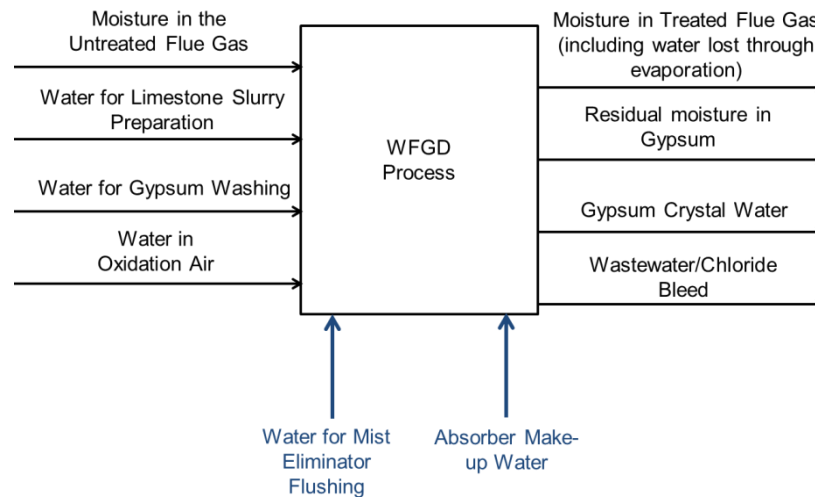 Moisture in the
Untreated Flue Gas
Water for Limestone Slurry
Preparation
Water for Gypsum Washing
Water in
Oxidation Air
WFGD
Process
Moisture in Treated Flue Gas
(including water lost through
evaporation)
Residual moisture in
Gypsum
Gypsum Crystal Water
Wastewater/Chloride
Bleed
Water for Mist
Eliminator
Flushing
Absorber Make-
up Water